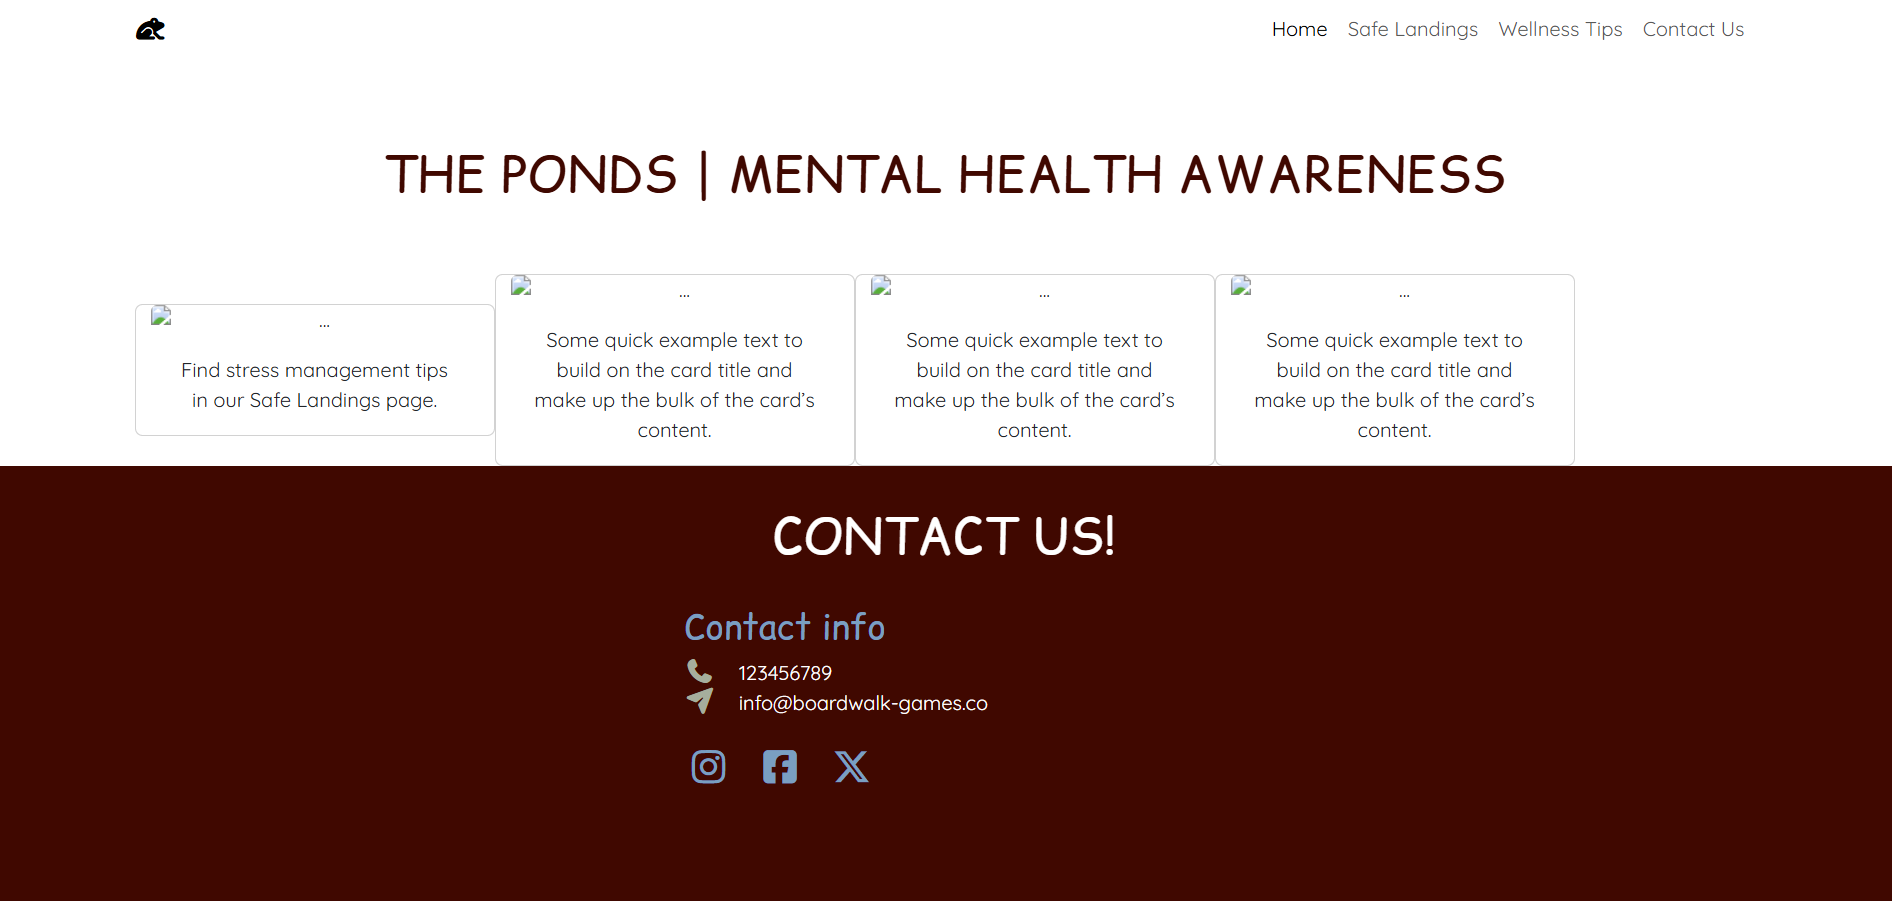 Home Safe Landings Wellness Tips Contact Us
THE PONDS | MENTAL HEALTH AWARENESS
...
Find stress management tips
in our Safe Landings page.
...
Some quick example text to
build on the card title and
make up the bulk of the card’s
content.
...
Some quick example text to
build on the card title and
make up the bulk of the card’s
content.
...
Some quick example text to
build on the card title and
make up the bulk of the card’s
content.
CONTACT US!
Contact info
123456789
info@boardwalk-games.co